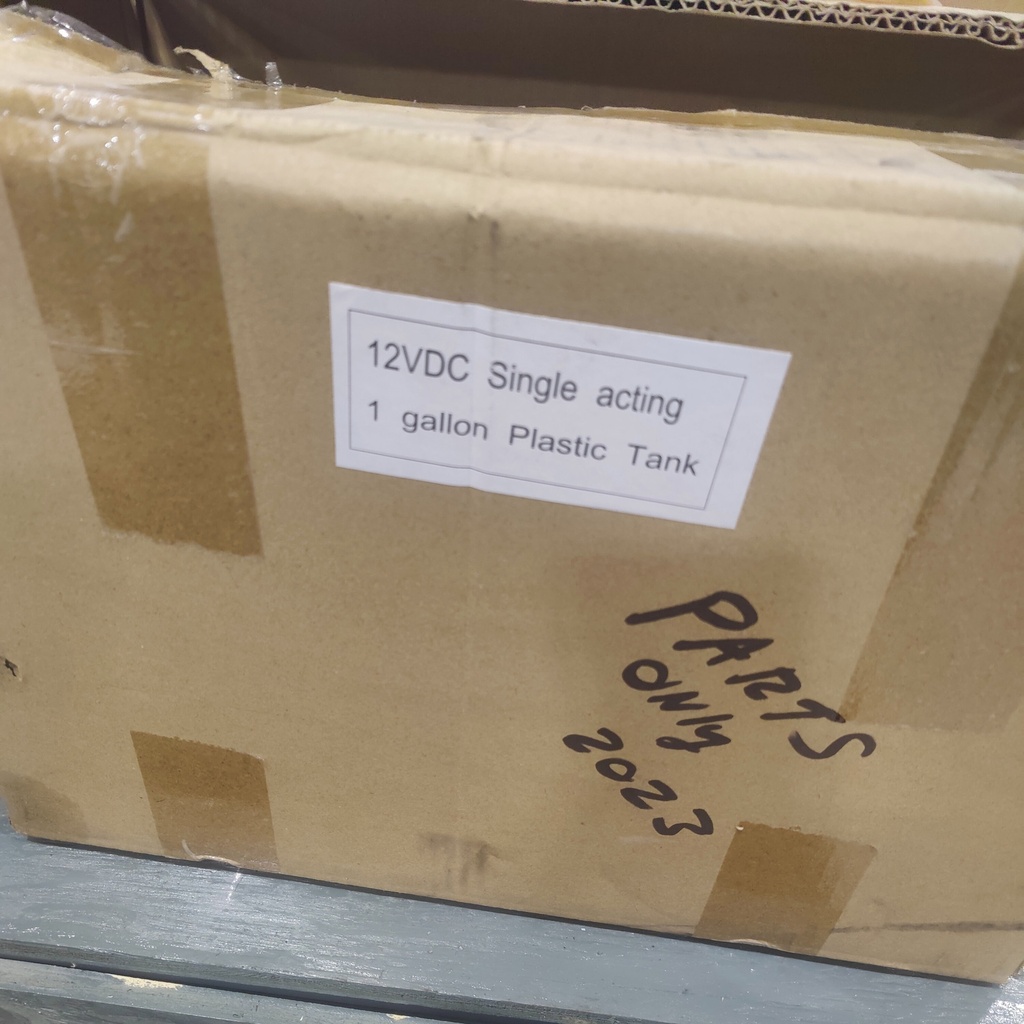 12VDC Single acting
1 gallon Plastic Tank
PARTS
only
2023